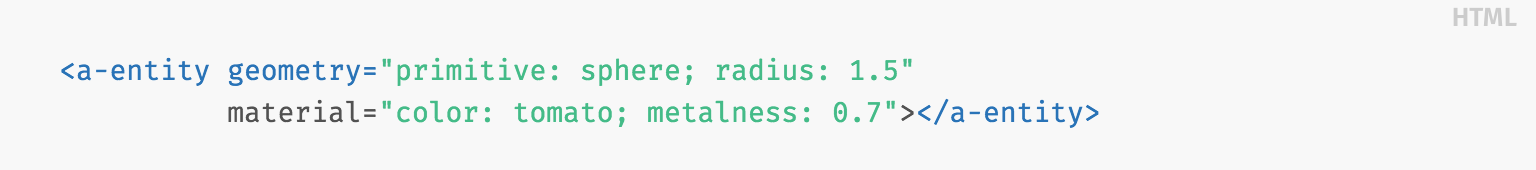 HTML
<a-entity geometry="primitive: sphere; radius: 1.5"
material="color: tomato; metalness: 0.7"></a-entity>